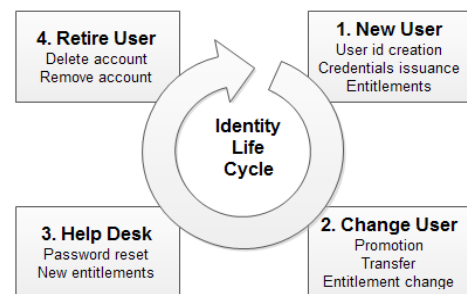 4. Retire User
Delete account
Remove account
1. New User
User id creation
Credentials issuance
Entitlements
Identity
Life
Cycle
3. Help Desk
Password reset
New entitlements
2. Change User
Promotion
Transfer
Entitlement change